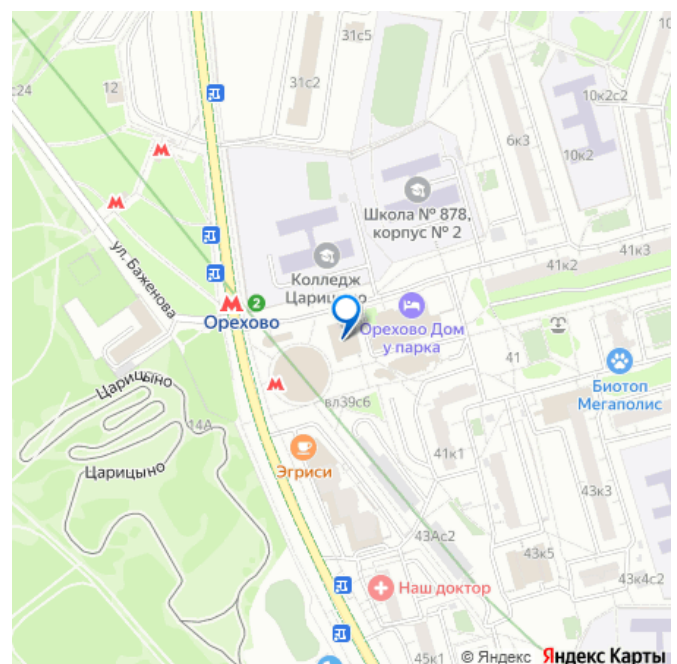 31с5
10
с24
12
31с2
10к2с2
6к3
10к2
Школа № 878,
корпус № 2
ул. Баженова
Колледж
Царицыно
41к2
41к3
2
Орехово
Орехово Дом
у парка
41
Биотоп
Мегаполис
Царицыно
14А
вл39с6
Царицыно
Эгриси
41к1
43к3
43Ас2
43к5
43к4с2
Наш доктор
45к1
© Яндекс Яндекс Карты